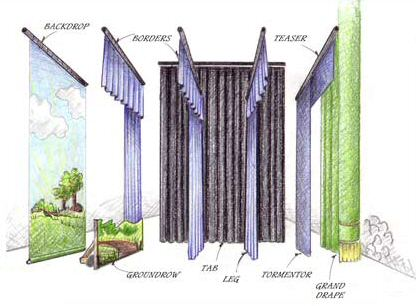 BACKDROP
BORDERS
TEASER
GROUNDROW
TAB
LEG
TORMENTOR
GRAND
DRAPE